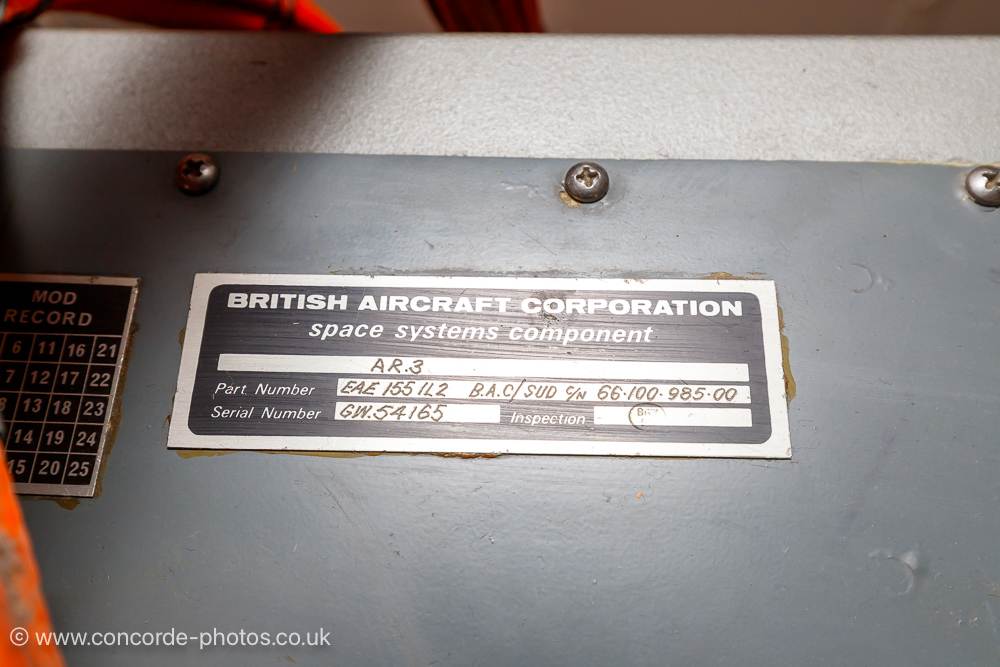 MOD
RECORD
6 11 16 21
7 12 17 22
8 13 18 23
14 19 24
15 20 25
BRITISH AIRCRAFT CORPORATION
space systems component
AR.3
Part Number EAE 155 1L2 B.A.C/SUD C/N 66·100·985·00
Serial Number GW.54165 Inspection
© www.concorde-photos.co.uk